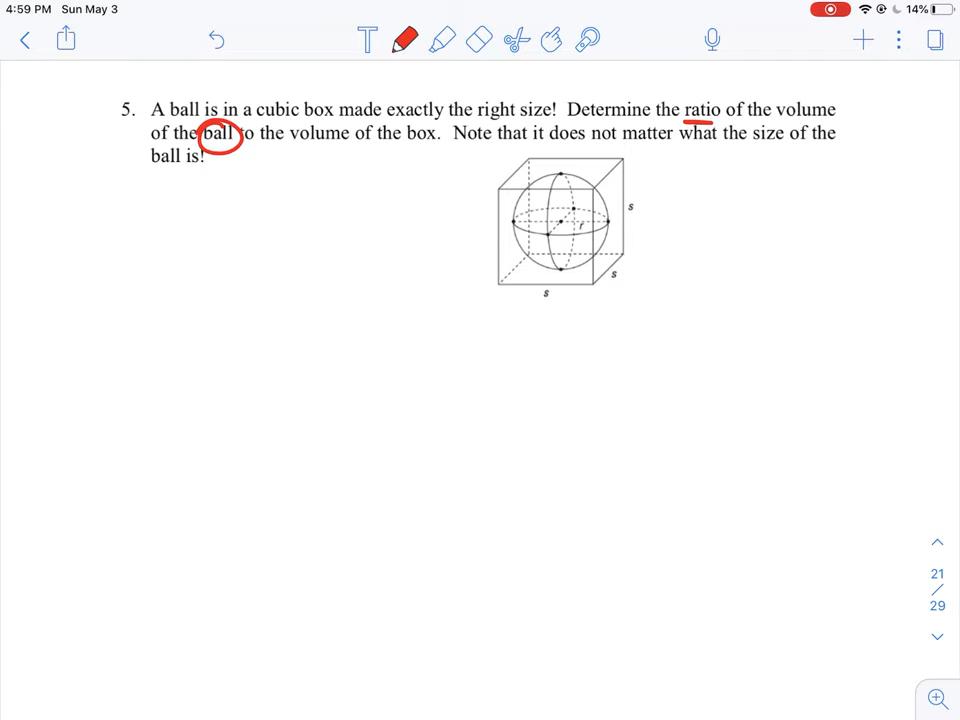 4:59 PM Sun May 3
14%
T
5. A ball is in a cubic box made exactly the right size! Determine the ratio of the volume
of the ball to the volume of the box. Note that it does not matter what the size of the
ball is!
s
r
s
s
21
/
29